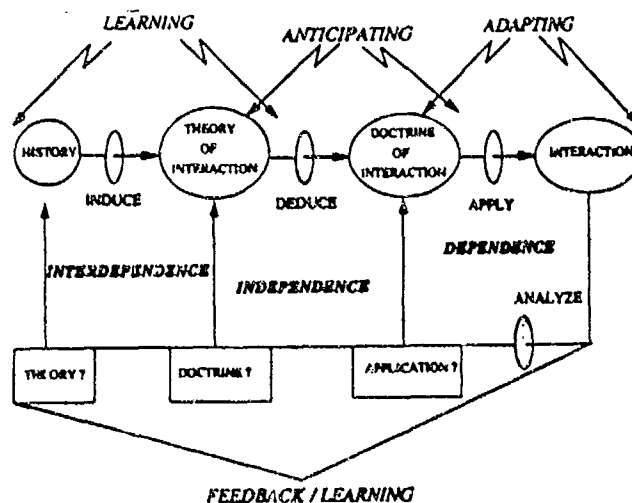 LEARNING
ANTICIPATING
ADAPTING
HISTORY
THEORY
OF
INTERACTION
DOCTRINE
OF
INTERACTION
INTERACTION
INDUCE
DEDUCE
APPLY
INTERDEPENDENCE
INDEPENDENCE
DEPENDENCE
ANALYZE
THEORY ?
DOCTRINE ?
APPLICATION ?
FEEDBACK / LEARNING